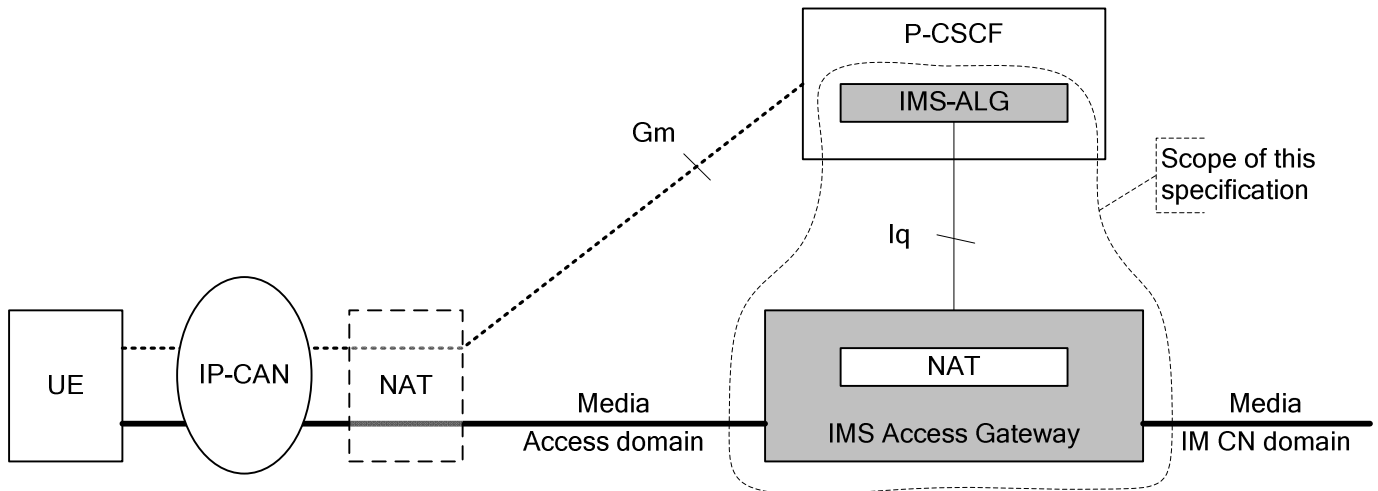 P-CSCF
IMS-ALG
Gm
Scope of this
specification
Iq
UE
IP-CAN
NAT
NAT
Media
Access domain
IMS Access Gateway
Media
IM CN domain